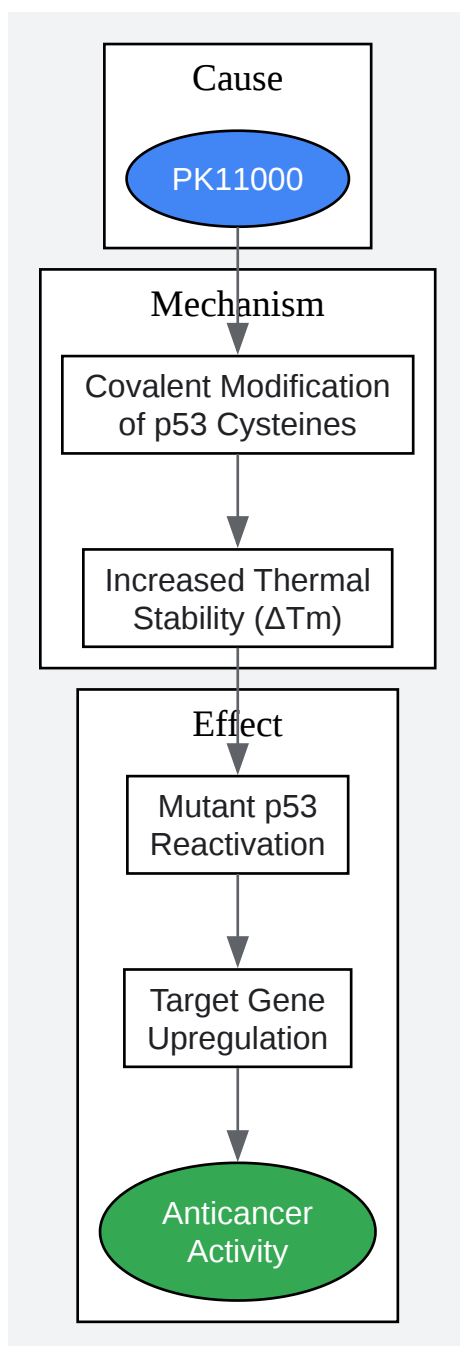 Cause
PK11000
Mechanism
Covalent Modification
of p53 Cysteines
Increased Thermal
Stability (ΔTm)
Effect
Mutant p53
Reactivation
Target Gene
Upregulation
Anticancer
Activity